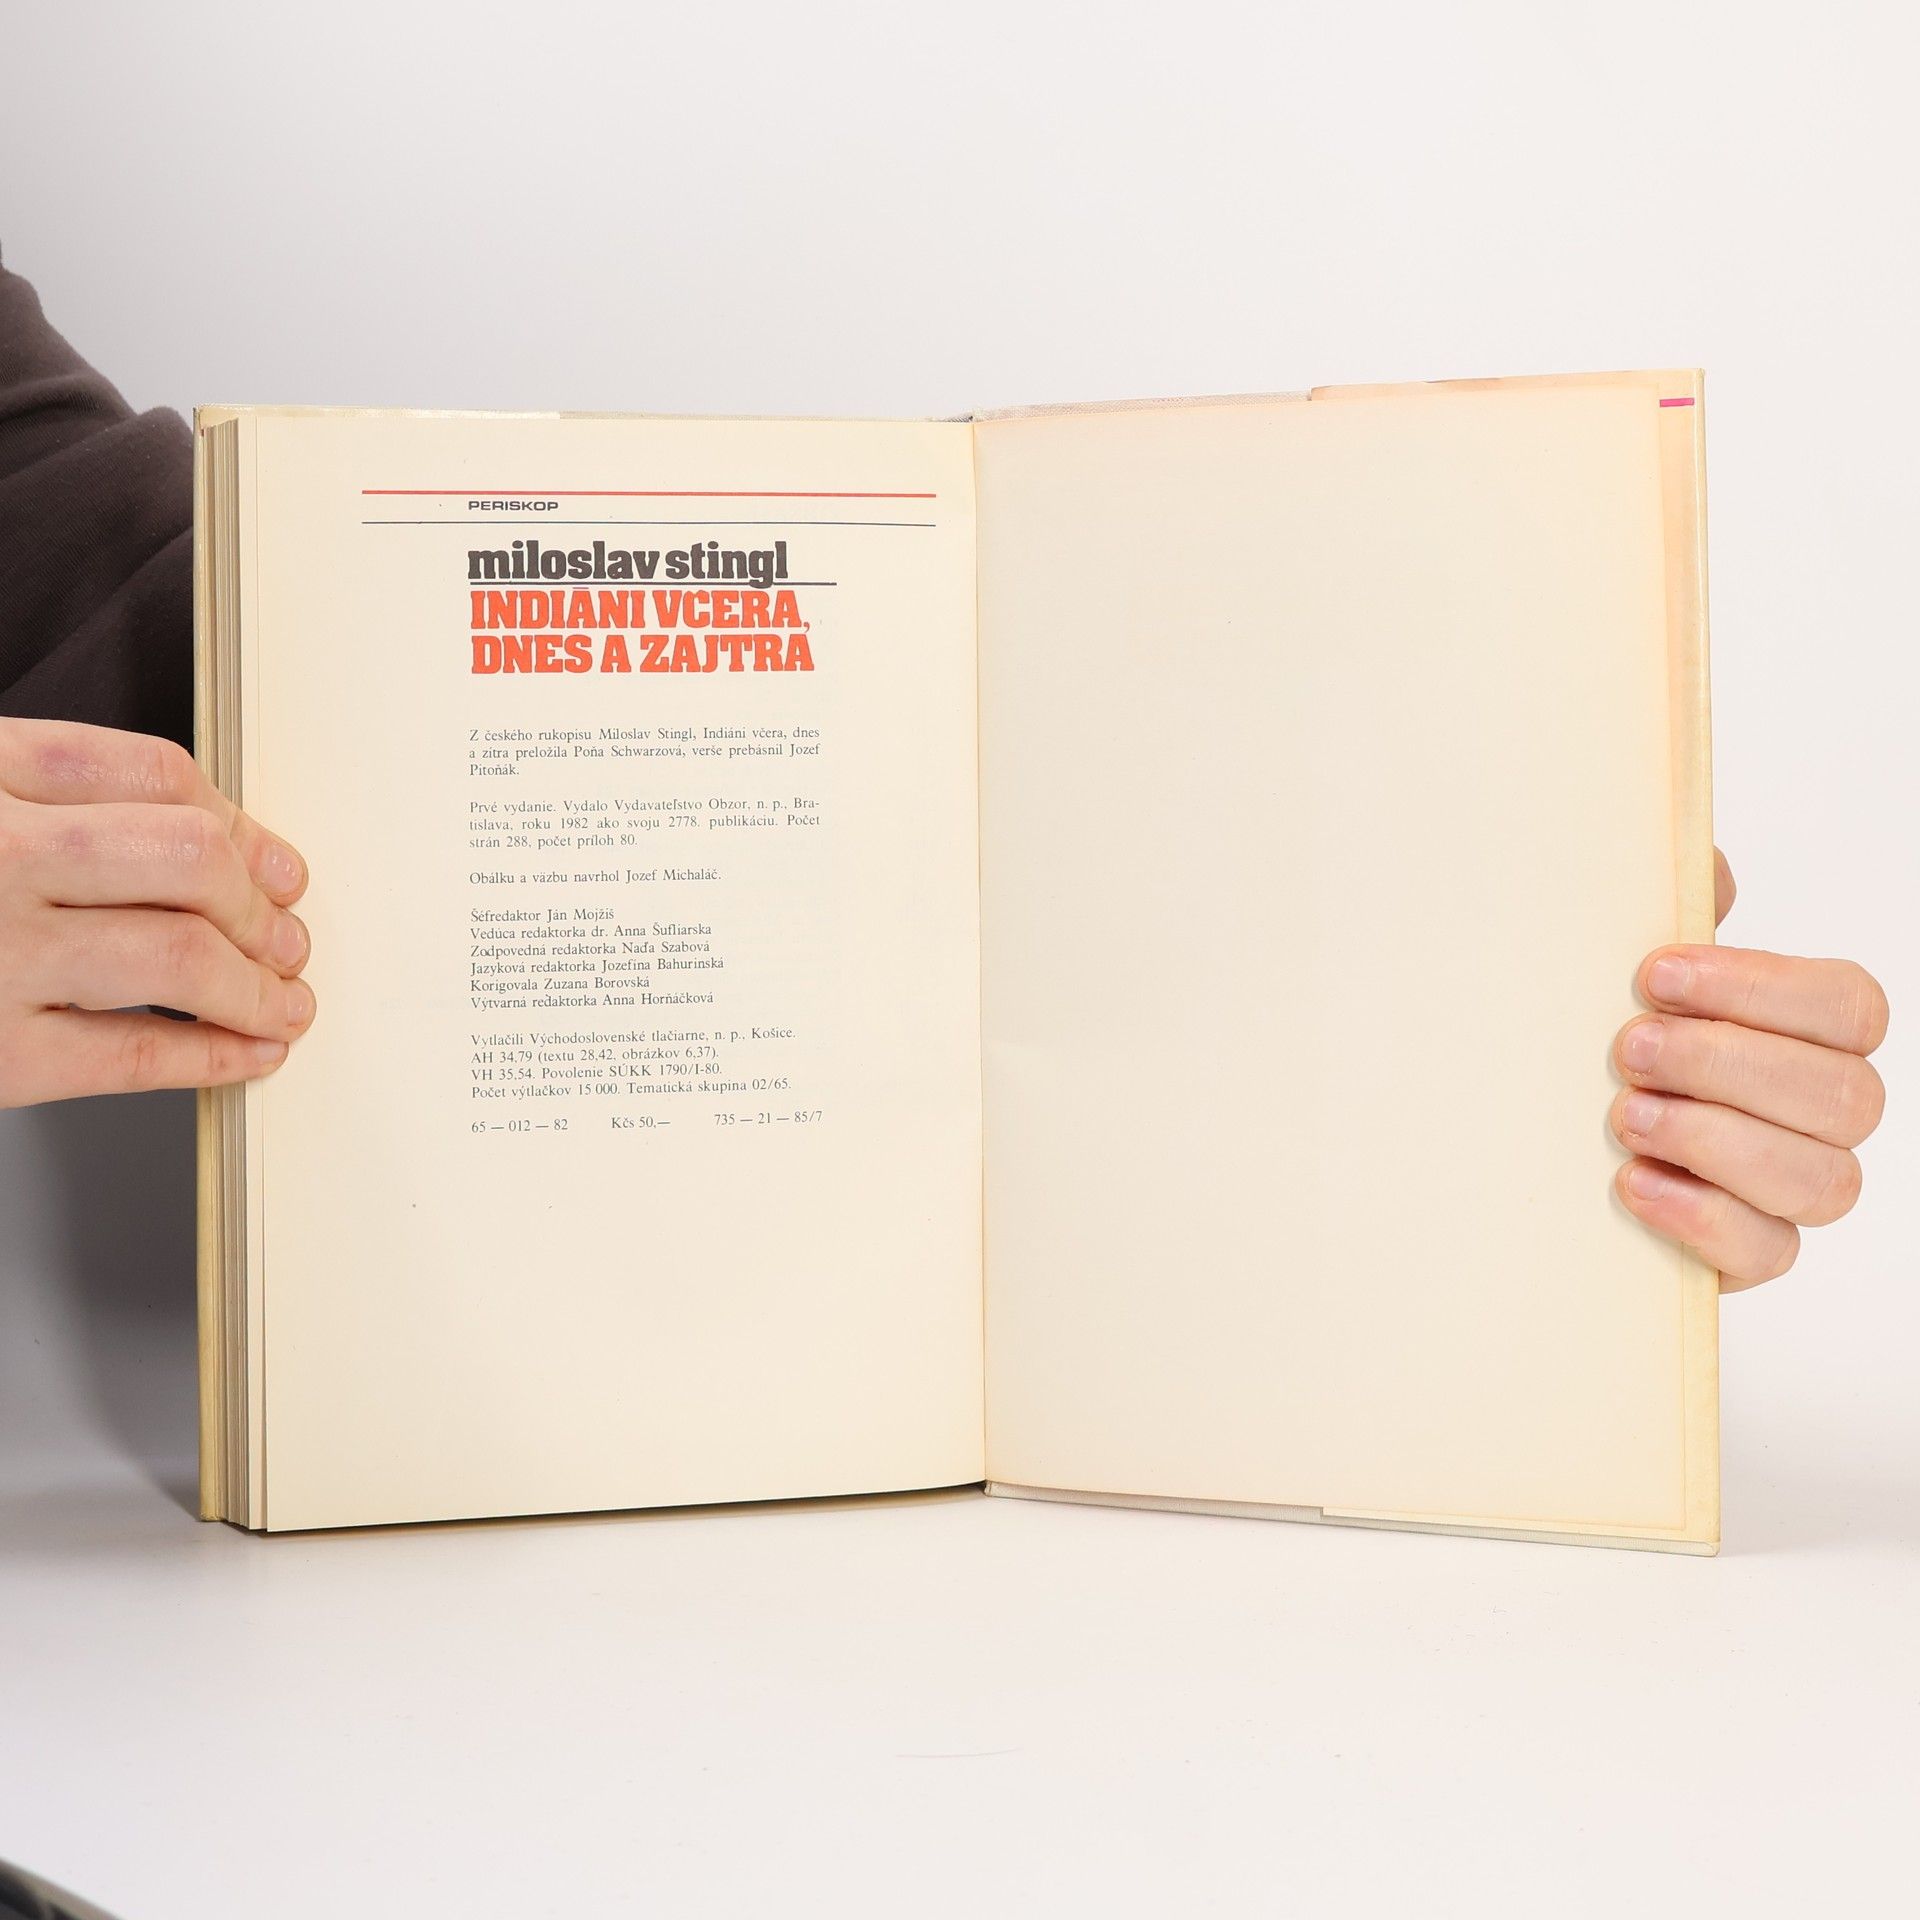 PERISKOP
miloslav stingl
INDIÁNI VČERA,
DNES A ZAJTRA
Z českého rukopisu Miloslav Stingl, Indiáni včera, dnes
a zítra preložila Poňa Schwarzová, verše prebásnil Jozef
Pitoňák.
Prvé vydanie. Vydalo Vydavateľstvo Obzor, n. p., Bra-
tislava, roku 1982 ako svoju 2778. publikáciu. Počet
strán 288, počet príloh 80.
Obálku a väzbu navrhol Jozef Michaláč.
Šéfredaktor Ján Mojžiš
Vedúca redaktorka dr. Anna Šufliarska
Zodpovedná redaktorka Naďa Szabová
Jazyková redaktorka Jozefína Bahurinská
Korigovala Zuzana Borovská
Výtvarná redaktorka Anna Horňáčková
Vytlačili Východoslovenské tlačiarne, n. p., Košice.
AH 34,79 (textu 28,42, obrázkov 6,37).
VH 35,54. Povolenie SÚKK 1790/I-80.
Počet výtlačkov 15 000. Tematická skupina 02/65.
65 — 012 — 82 Kčs 50,— 735 — 21 — 85/7